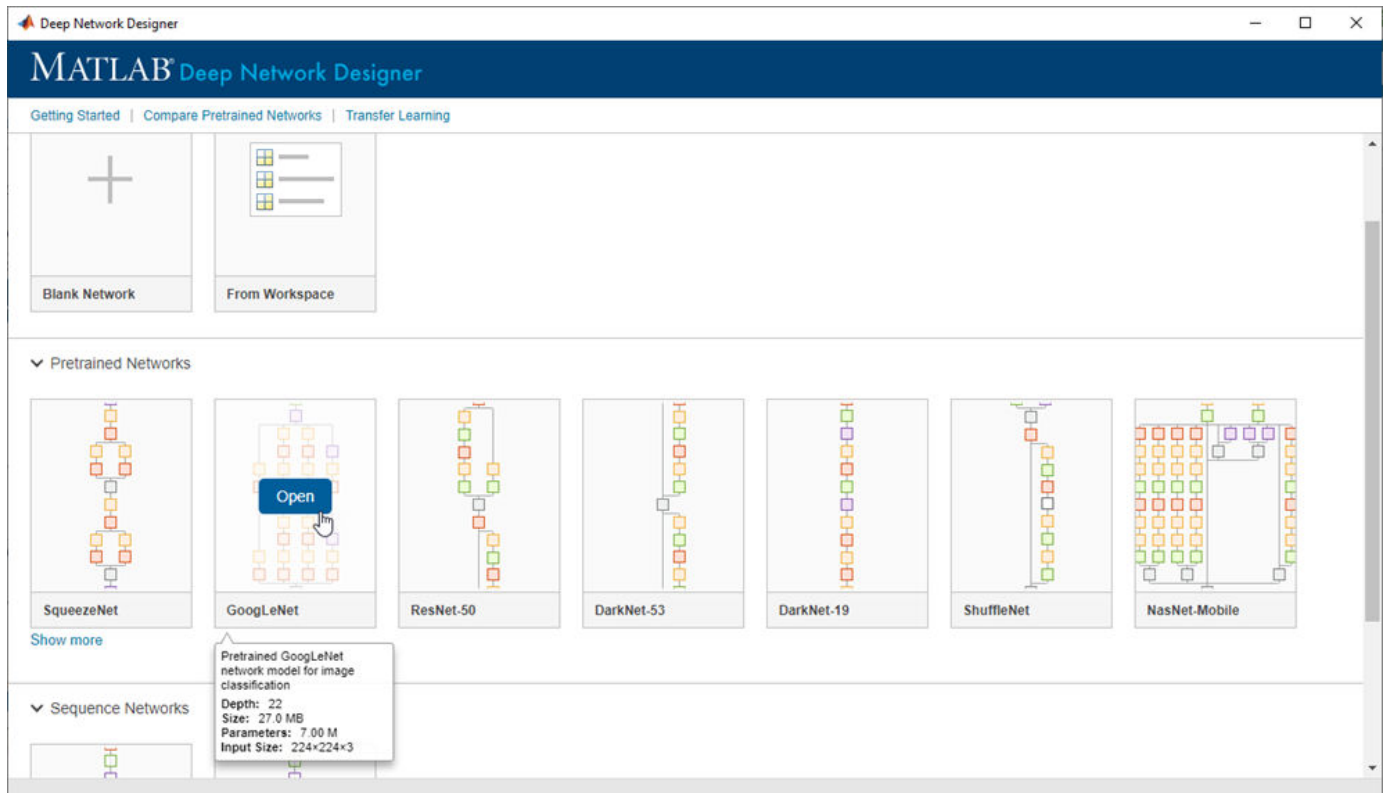 Deep Network Designer
MATLAB® Deep Network Designer
Getting Started | Compare Pretrained Networks | Transfer Learning
Blank Network
From Workspace
Pretrained Networks
Open
SqueezeNet
GoogLeNet
ResNet-50
DarkNet-53
DarkNet-19
ShuffleNet
NasNet-Mobile
Show more
Pretrained GoogLeNet
network model for image
classification
Depth: 22
Size: 27.0 MB
Parameters: 7.00 M
Input Size: 224×224×3
Sequence Networks